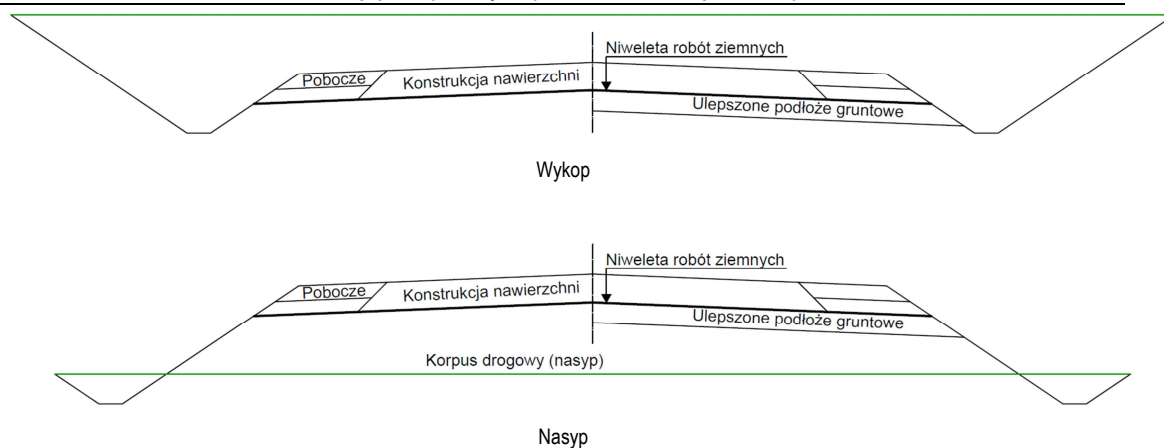 Niweleta robót ziemnych
Pobocze
Konstrukcja nawierzchni
Ulepszone podłoże gruntowe
Wykop
Niweleta robót ziemnych
Pobocze
Konstrukcja nawierzchni
Ulepszone podłoże gruntowe
Korpus drogowy (nasyp)
Nasyp